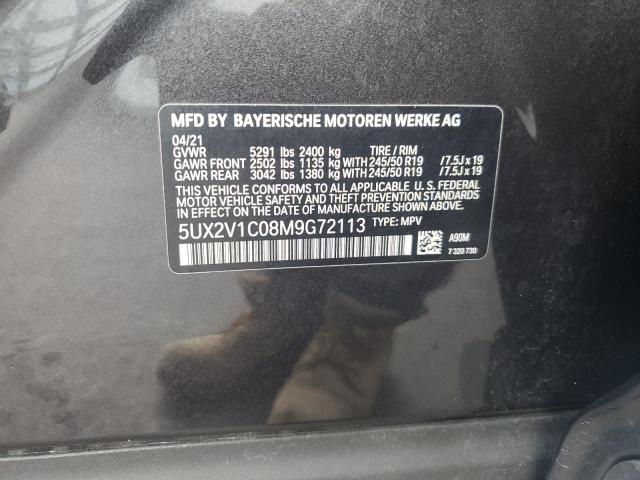 MFD BY BAYERISCHE MOTOREN WERKE AG
04/21
GVWR 5291 lbs 2400 kg TIRE / RIM
GAWR FRONT 2502 lbs 1135 kg WITH 245/50 R19 /7.5J x 19
GAWR REAR 3042 lbs 1380 kg WITH 245/50 R19 /7.5J x 19
THIS VEHICLE CONFORMS TO ALL APPLICABLE U. S. FEDERAL
MOTOR VEHICLE SAFETY AND THEFT PREVENTION STANDARDS
IN EFFECT ON THE DATE OF MANUFACTURE SHOWN ABOVE.
5UX2V1C08M9G72113 TYPE: MPV
A90M
7 320 730